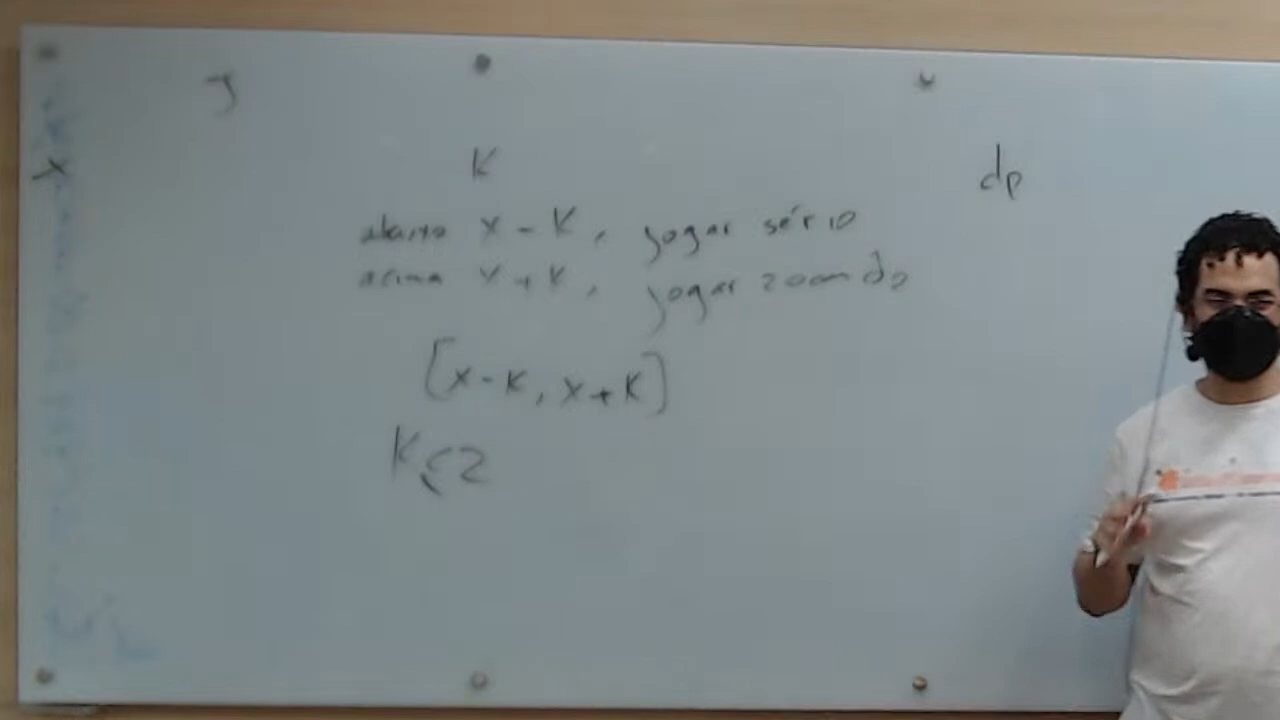 J
K
x
dp
abaixo x - K, jogar sério
acima x + K, jogar zoando
[x - K, x + K]
K ≤ 2